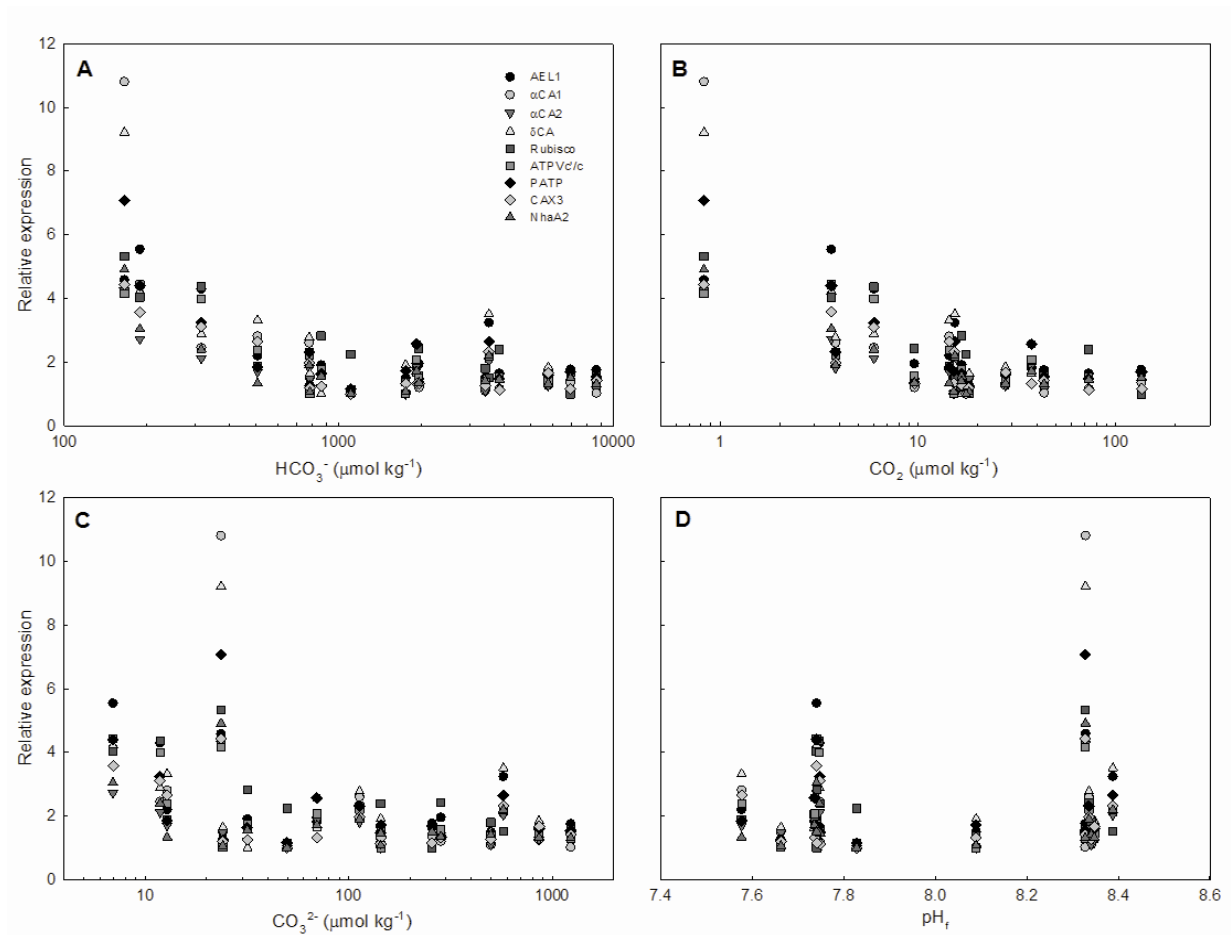 A
B
12
10
8
6
4
2
0
Relative expression
AEL1
αCA1
αCA2
δCA
Rubisco
ATPVc'/c
PATP
CAX3
NhaA2
100
1000
10000
HCO₃⁻ (μmol kg⁻¹)
1
10
100
CO₂ (μmol kg⁻¹)
C
D
12
10
8
6
4
2
0
Relative expression
10
100
1000
CO₃²⁻ (μmol kg⁻¹)
7.4
7.6
7.8
8.0
8.2
8.4
8.6
pHf